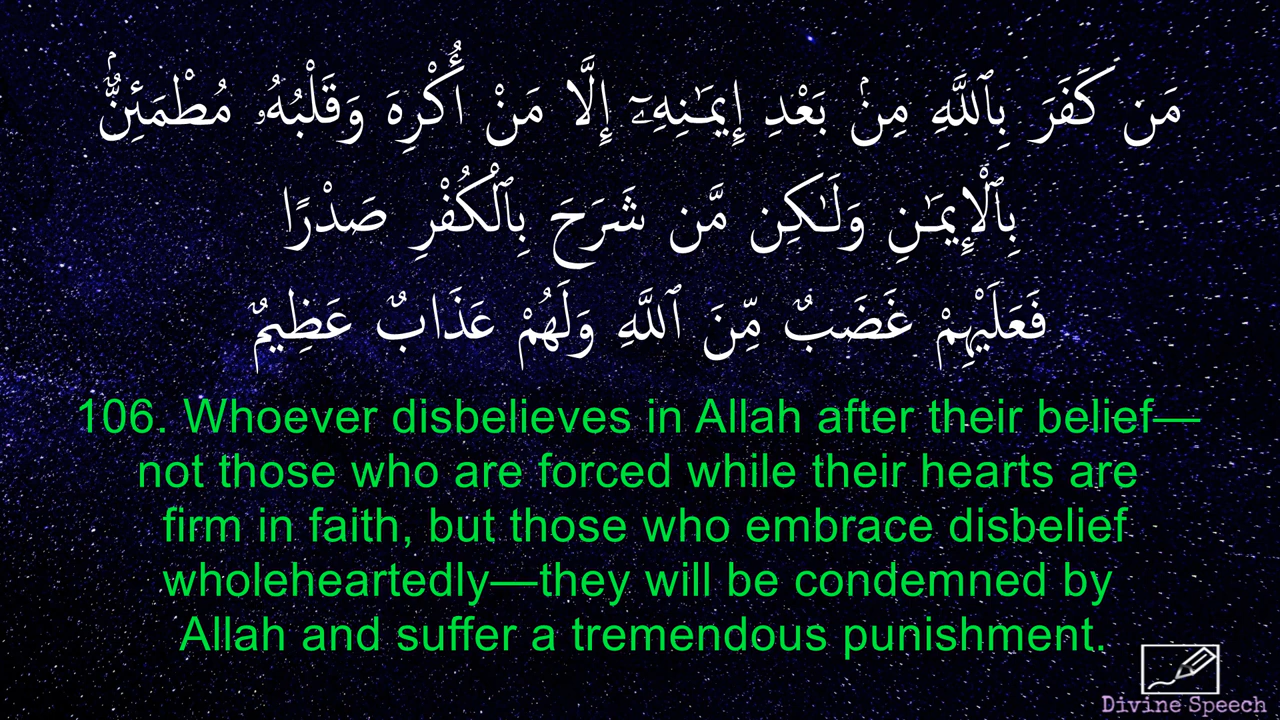 مَن كَفَرَ بِٱللَّهِ مِنۢ بَعْدِ إِيمَـٰنِهِۦٓ إِلَّا مَنْ أُكْرِهَ وَقَلْبُهُۥ مُطْمَئِنٌّۢ
بِٱلْإِيمَـٰنِ وَلَـٰكِن مَّن شَرَحَ بِٱلْكُفْرِ صَدْرًا
فَعَلَيْهِمْ غَضَبٌ مِّنَ ٱللَّهِ وَلَهُمْ عَذَابٌ عَظِيمٌ
106. Whoever disbelieves in Allah after their belief—
not those who are forced while their hearts are
firm in faith, but those who embrace disbelief
wholeheartedly—they will be condemned by
Allah and suffer a tremendous punishment.
Divine Speech